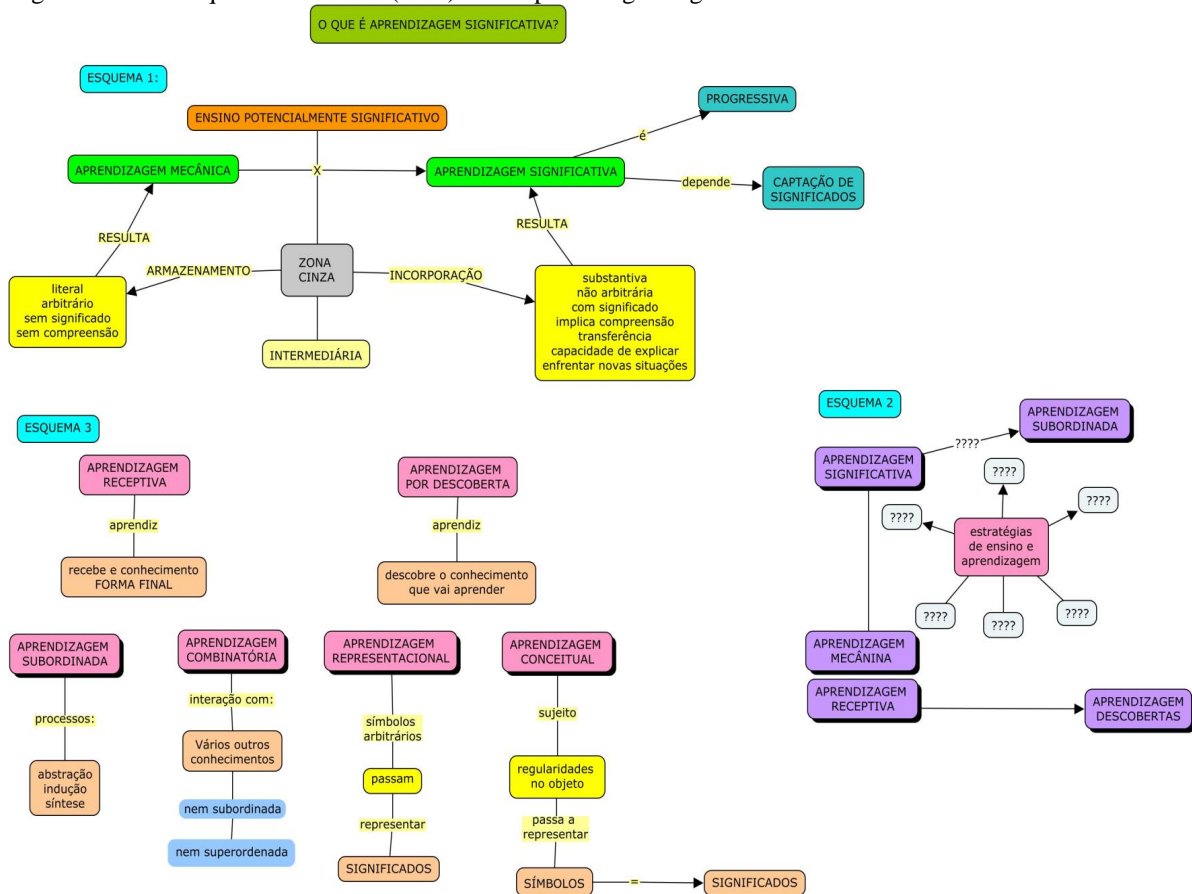 O QUE É APRENDIZAGEM SIGNIFICATIVA?
ESQUEMA 1:
ENSINO POTENCIALMENTE SIGNIFICATIVO
PROGRESSIVA
é
APRENDIZAGEM MECÂNICA
X
APRENDIZAGEM SIGNIFICATIVA
depende
CAPTAÇÃO DE
SIGNIFICADOS
RESULTA
RESULTA
ARMAZENAMENTO
ZONA
CINZA
INCORPORAÇÃO
literal
arbitrário
sem significado
sem compreensão
substantiva
não arbitrária
com significado
implica compreensão
transferência
capacidade de explicar
enfrentar novas situações
INTERMEDIÁRIA
ESQUEMA 2
APRENDIZAGEM
SUBORDINADA
????
APRENDIZAGEM
SIGNIFICATIVA
????
????
????
estratégias
de ensino e
aprendizagem
????
????
????
APRENDIZAGEM
MECÂNINA
APRENDIZAGEM
RECEPTIVA
APRENDIZAGEM
DESCOBERTAS
ESQUEMA 3
APRENDIZAGEM
RECEPTIVA
aprendiz
recebe e conhecimento
FORMA FINAL
APRENDIZAGEM
POR DESCOBERTA
aprendiz
descobre o conhecimento
que vai aprender
APRENDIZAGEM
SUBORDINADA
processos:
abstração
indução
síntese
APRENDIZAGEM
COMBINATÓRIA
interação com:
Vários outros
conhecimentos
nem subordinada
nem superordenada
APRENDIZAGEM
REPRESENTACIONAL
símbolos
arbitrários
passam
representar
SIGNIFICADOS
APRENDIZAGEM
CONCEITUAL
sujeito
regularidades
no objeto
passa a
representar
SÍMBOLOS
=
SIGNIFICADOS